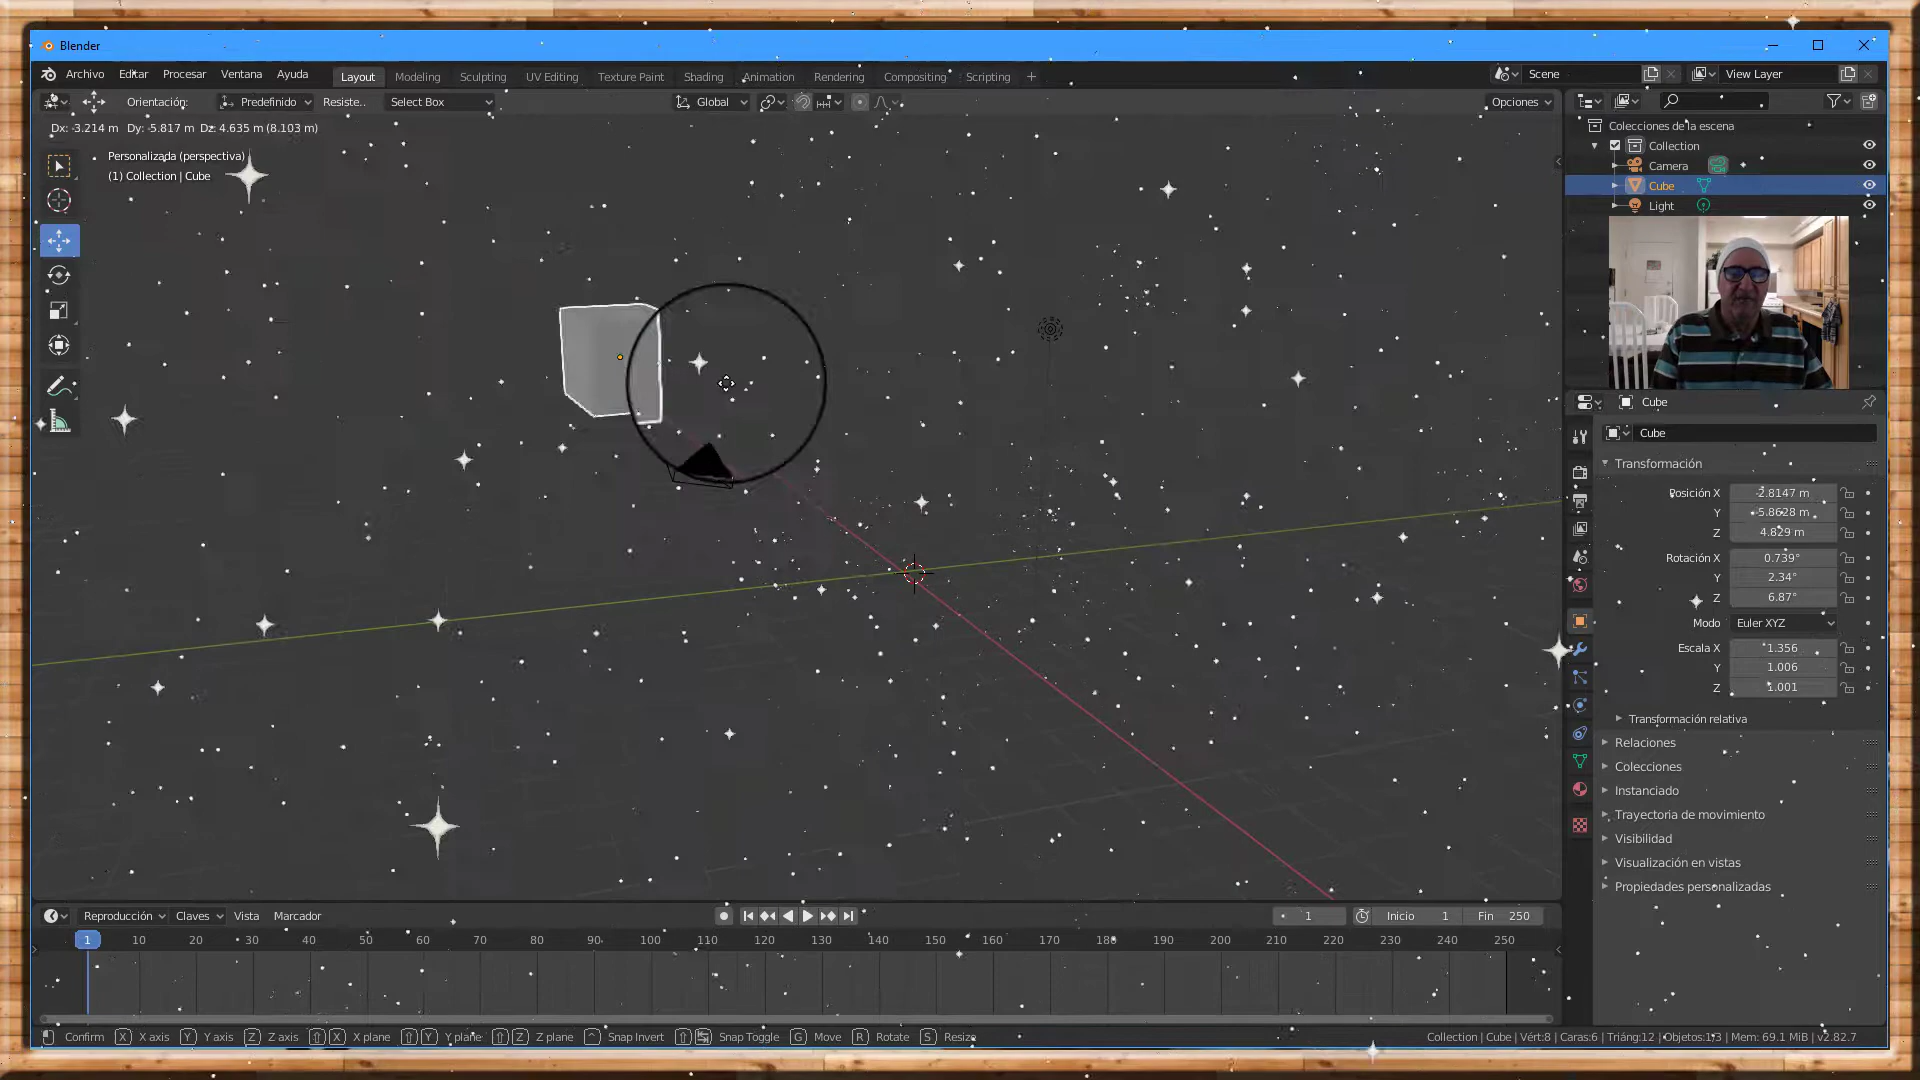 Blender
Archivo Editar Procesar Ventana Ayuda Layout Modeling Sculpting UV Editing Texture Paint Shading Animation Rendering Compositing Scripting + Scene View Layer
Orientación: Predefinido Resiste.. Select Box Global Opciones
Dx: -3.214 m Dy: -5.817 m Dz: 4.635 m (8.103 m)
Personalizada (perspectiva)
(1) Collection | Cube
Colecciones de la escena
Collection
Camera
Cube
Light
Cube
Cube
Transformación
Posición X -2.8147 m
Y -5.8628 m
Z 4.829 m
Rotación X 0.739°
Y 2.34°
Z 6.87°
Modo Euler XYZ
Escala X 1.356
Y 1.006
Z 1.001
Transformación relativa
Relaciones
Colecciones
Instanciado
Trayectoria de movimiento
Visibilidad
Visualización en vistas
Propiedades personalizadas
Reproducción Claves Vista Marcador 1 Inicio 1 Fin 250
1 10 20 30 40 50 60 70 80 90 100 110 120 130 140 150 160 170 180 190 200 210 220 230 240 250
Confirm X X axis Y Y axis Z Z axis X X plane Y Y plane Z Z plane Snap Invert Snap Toggle G Move R Rotate S Resize Collection | Cube | Vért:8 | Caras:6 | Triáng:12 | Objetos:1/3 | Mem: 69.1 MiB | v2.82.7